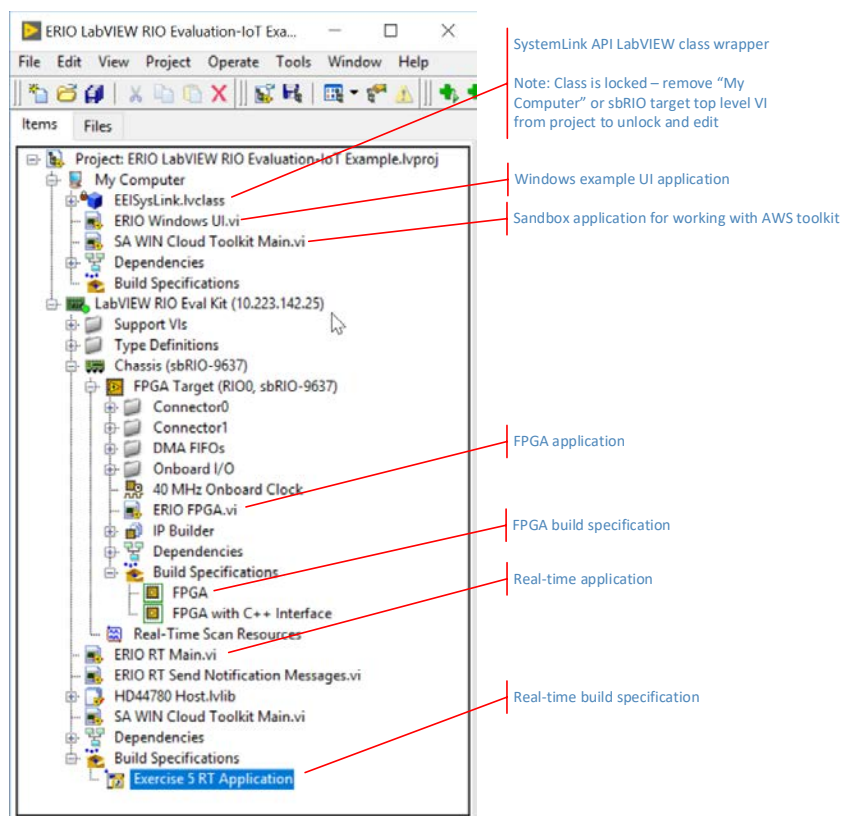 ERIO LabVIEW RIO Evaluation-IoT Exa...
File Edit View Project Operate Tools Window Help
Items Files
Project: ERIO LabVIEW RIO Evaluation-IoT Example.lvproj
My Computer
EEISysLink.lvclass
ERIO Windows UI.vi
SA WIN Cloud Toolkit Main.vi
Dependencies
Build Specifications
LabVIEW RIO Eval Kit (10.223.142.25)
Support VIs
Type Definitions
Chassis (sbRIO-9637)
FPGA Target (RIO0, sbRIO-9637)
Connector0
Connector1
DMA FIFOs
Onboard I/O
40 MHz Onboard Clock
ERIO FPGA.vi
IP Builder
Dependencies
Build Specifications
FPGA
FPGA with C++ Interface
Real-Time Scan Resources
ERIO RT Main.vi
ERIO RT Send Notification Messages.vi
HD44780 Host.lvlib
SA WIN Cloud Toolkit Main.vi
Dependencies
Build Specifications
Exercise 5 RT Application
SystemLink API LabVIEW class wrapper
Note: Class is locked – remove “My
Computer” or sbRIO target top level VI
from project to unlock and edit
Windows example UI application
Sandbox application for working with AWS toolkit
FPGA application
FPGA build specification
Real-time application
Real-time build specification